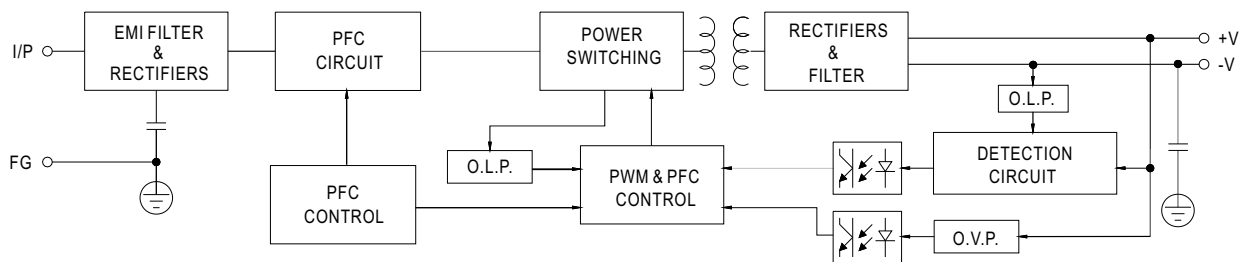 I/P
EMI FILTER
&
RECTIFIERS
PFC
CIRCUIT
POWER
SWITCHING
RECTIFIERS
&
FILTER
+V
-V
O.L.P.
FG
O.L.P.
PFC
CONTROL
PWM & PFC
CONTROL
DETECTION
CIRCUIT
O.V.P.